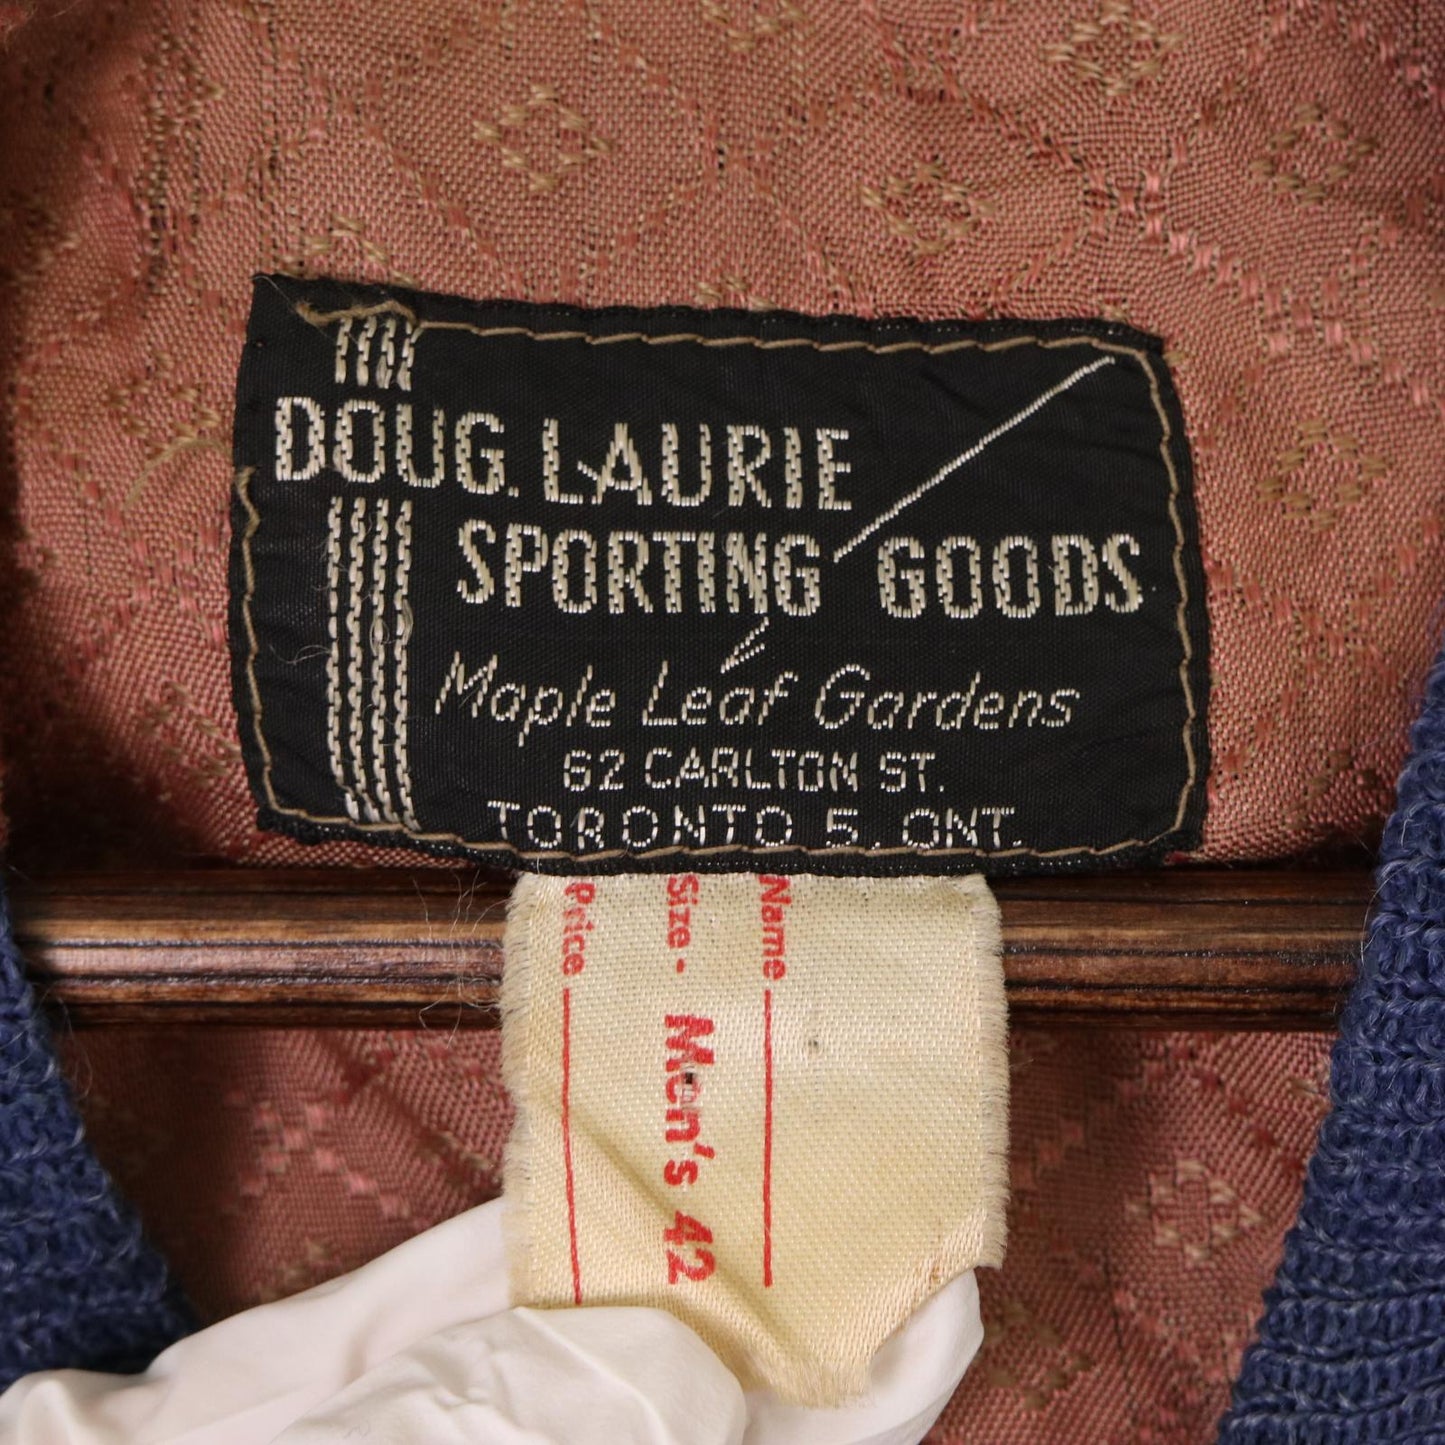 DOUG. LAURIE
SPORTING GOODS
Maple Leaf Gardens
62 CARLTON ST.
TORONTO 5, ONT.
Name
Size - Men's 42
Price